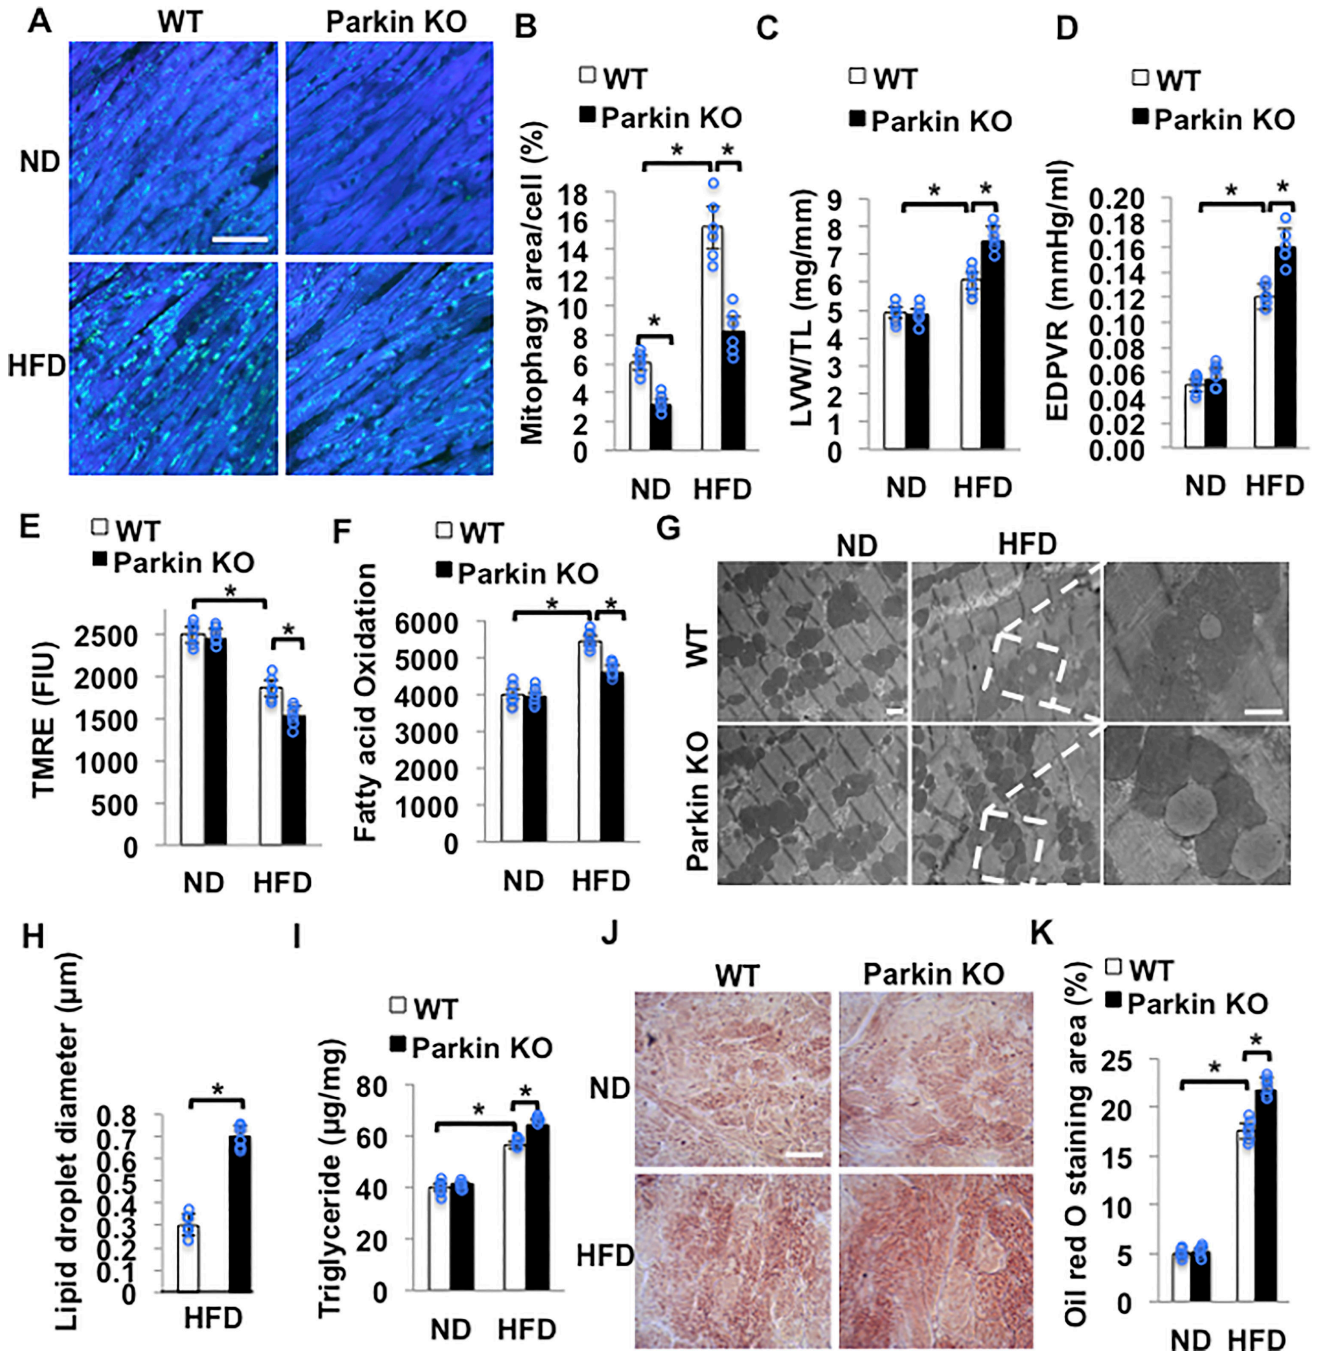 A
WT
Parkin KO
ND
HFD
B
WT
Parkin KO
Mitophagy area/cell (%)
* *
*
18
16
14
12
10
8
6
4
2
0
ND HFD
C
WT
Parkin KO
LVW/TL (mg/mm)
* *
9
8
7
6
5
4
3
2
1
0
ND HFD
D
WT
Parkin KO
EDPVR (mmHg/ml)
* *
0.20
0.18
0.16
0.14
0.12
0.10
0.08
0.06
0.04
0.02
0.00
ND HFD
E
WT
Parkin KO
TMRE (FIU)
*
*
2500
2000
1500
1000
500
0
ND HFD
F
WT
Parkin KO
Fatty acid Oxidation
* *
6000
5000
4000
3000
2000
1000
0
ND HFD
G
ND HFD
WT
Parkin KO
H
Lipid droplet diameter (µm)
*
0.8
0.7
0.6
0.5
0.4
0.3
0.2
0.1
0
HFD
I
WT
Parkin KO
Triglyceride (µg/mg)
* *
80
60
40
20
0
ND HFD
J
WT Parkin KO
ND
HFD
K
WT
Parkin KO
Oil red O staining area (%)
* *
25
20
15
10
5
0
ND HFD